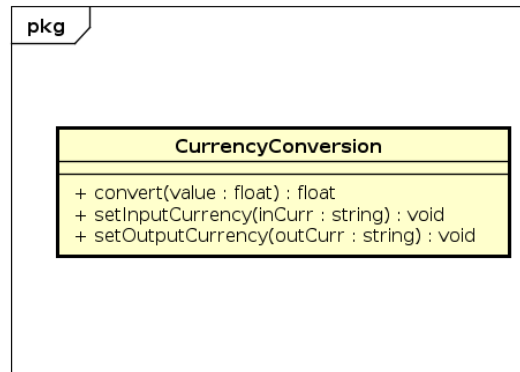 pkg
CurrencyConversion
+ convert(value : float) : float
+ setInputCurrency(inCurr : string) : void
+ setOutputCurrency(outCurr : string) : void